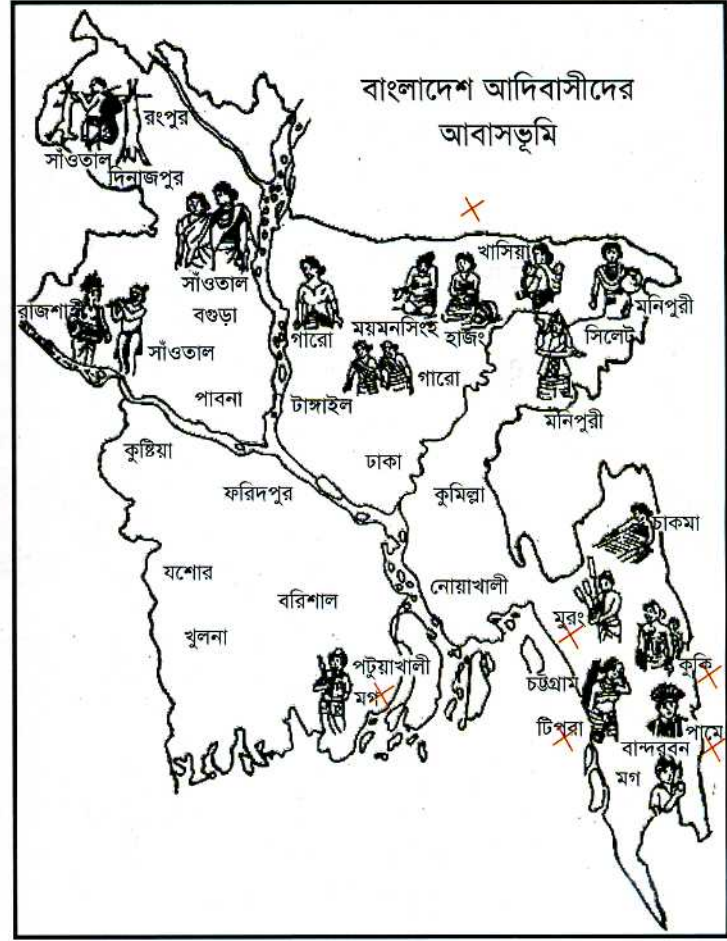 বাংলাদেশ আদিবাসীদের
আবাসভূমি
রংপুর
সাঁওতাল
দিনাজপুর
সাঁওতাল
বগুড়া
রাজশাহী
সাঁওতাল
পাবনা
খাসিয়া
গারো
ময়মনসিংহ
হাজং
মনিপুরী
সিলেট
গারো
টাঙ্গাইল
মনিপুরী
কুষ্টিয়া
ঢাকা
ফরিদপুর
কুমিল্লা
চাকমা
যশোর
বরিশাল
নোয়াখালী
খুলনা
মুরং
পটুয়াখালী
মগ
কুকি
চট্টগ্রাম
টিপরা
পামে
বান্দরবন
মগ